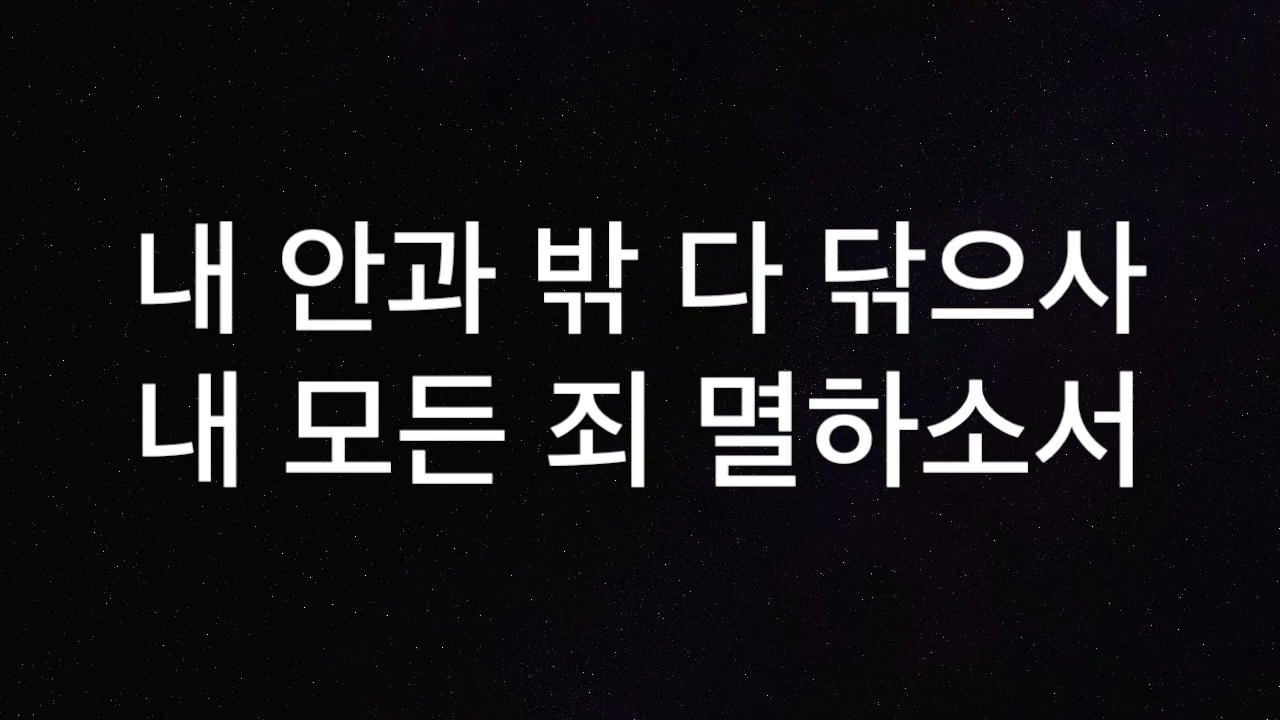 내 안과 밖 다 닦으사
내 모든 죄 멸하소서